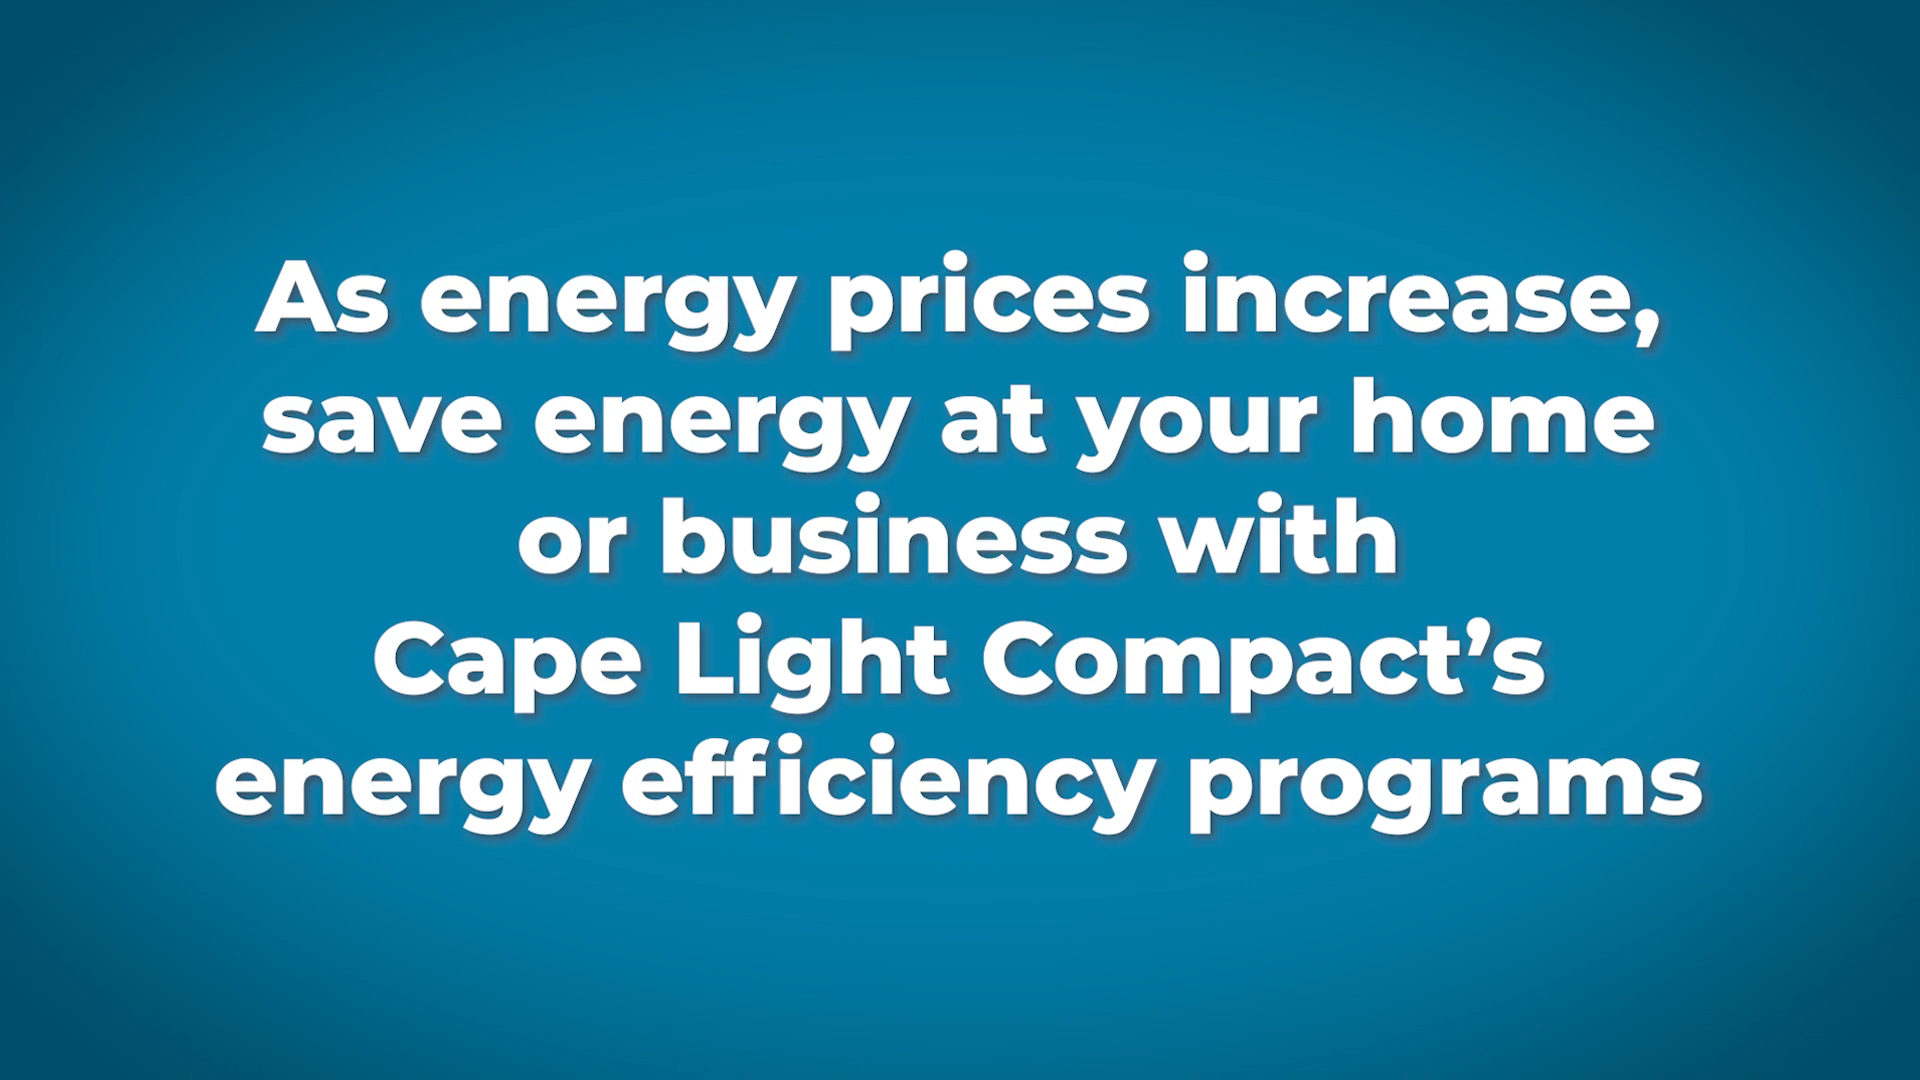 As energy prices increase,
save energy at your home
or business with
Cape Light Compact’s
energy efficiency programs